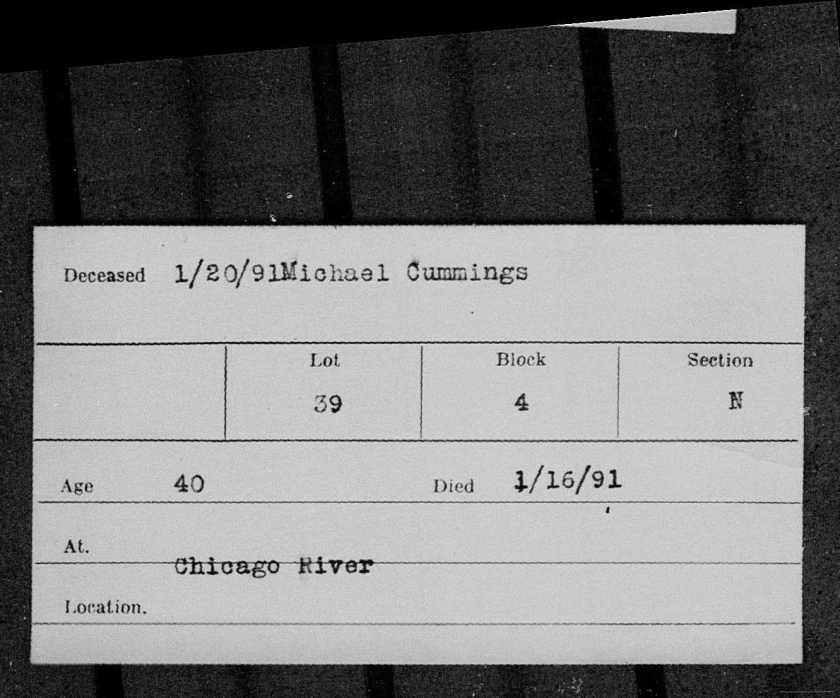 Deceased 1/20/91Michael Cummings
Lot Block Section
39 4 N
Age 40 Died 1/16/91
At.
Chicago River
Location.